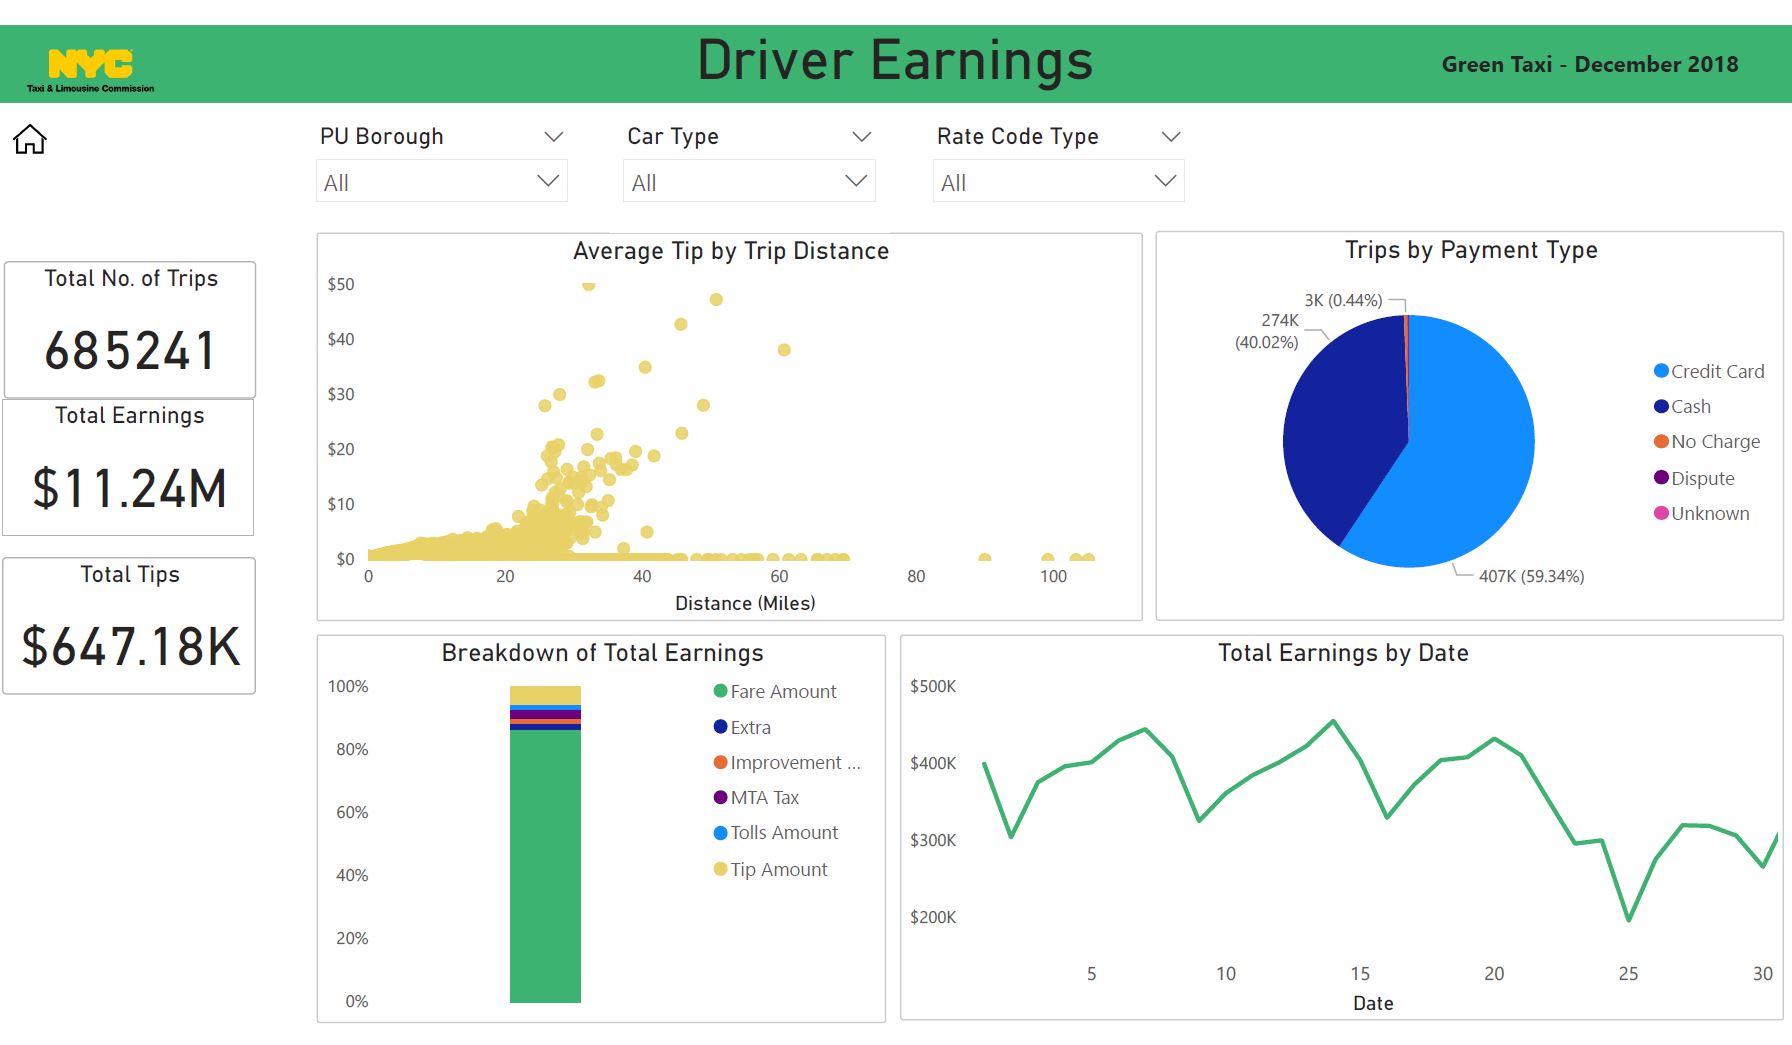 NYC
Taxi & Limousine Commission
Driver Earnings
Green Taxi - December 2018
PU Borough
Car Type
Rate Code Type
All
All
All
Total No. of Trips
685241
Total Earnings
$11.24M
Total Tips
$647.18K
Average Tip by Trip Distance
$50
$40
$30
$20
$10
$0
0
20
40
60
80
100
Distance (Miles)
Trips by Payment Type
3K (0.44%)
274K
(40.02%)
407K (59.34%)
Credit Card
Cash
No Charge
Dispute
Unknown
Breakdown of Total Earnings
100%
80%
60%
40%
20%
0%
Fare Amount
Extra
Improvement ...
MTA Tax
Tolls Amount
Tip Amount
Total Earnings by Date
$500K
$400K
$300K
$200K
5
10
15
20
25
30
Date